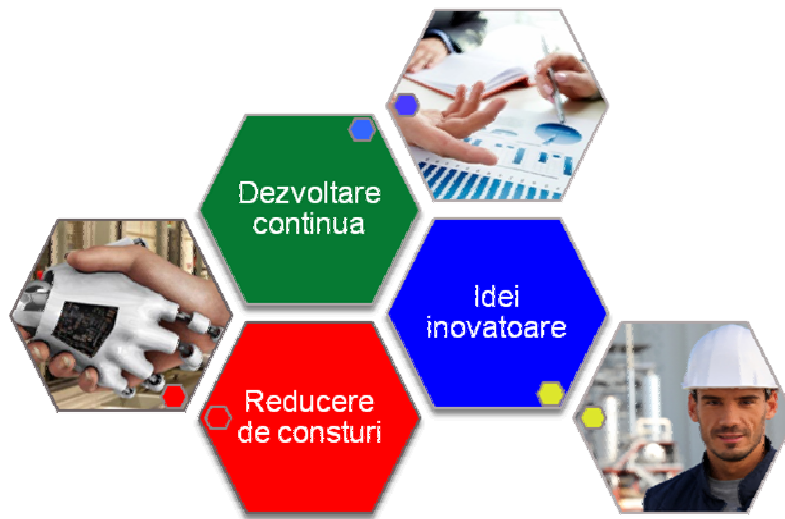 Dezvoltare
continua
Idei
inovatoare
Reducere
de consturi